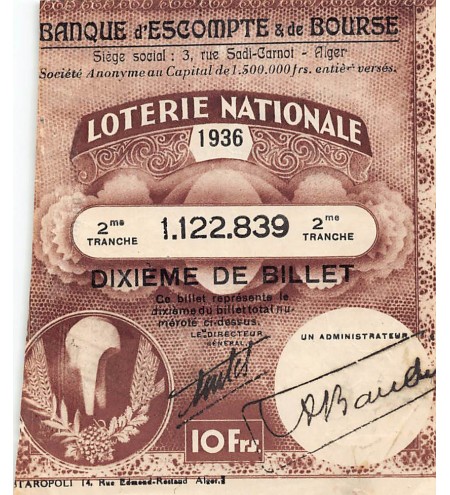 BANQUE d'ESCOMPTE & de BOURSE
Siège social : 3, rue Sadi-Carnot - Alger
Société Anonyme au Capital de 1.500.000 frs. entièrt versés.
LOTERIE NATIONALE
1936
2me TRANCHE 1.122.839 2me TRANCHE
DIXIÈME DE BILLET
Ce billet représente le
dixième du billet total nu-
méroté ci-dessus.
LE DIRECTEUR
GÉNÉRAL
UN ADMINISTRATEUR
10 Frs.
STAROPOLI 14, Rue Edmond-Rostand Alger.